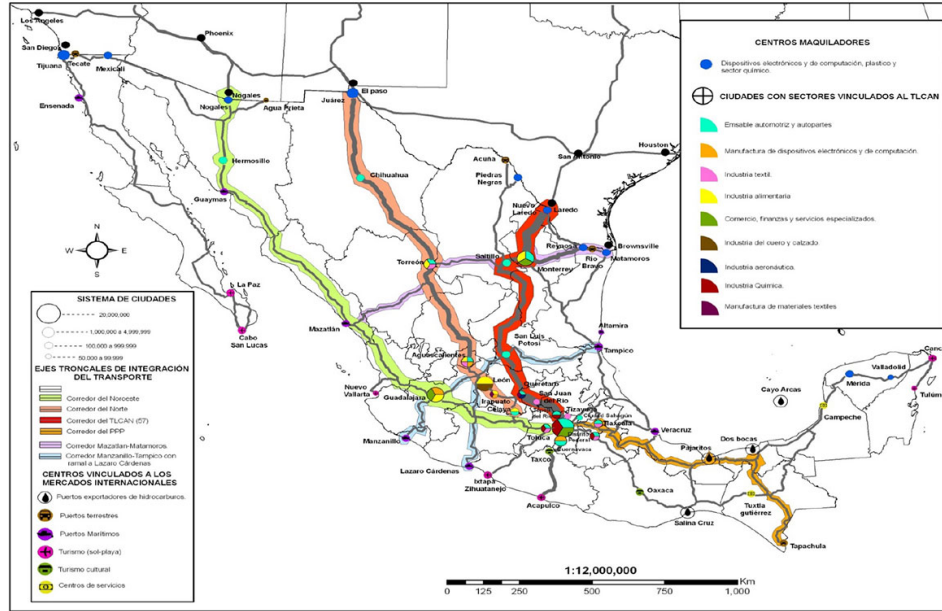 Los Angeles
Phoenix
San Diego
Tijuana
Tecate
Mexicali
Ensenada
Nogales
Nogales
Agua Prieta
El paso
Juárez
Hermosillo
Guaymas
Chihuahua
Acuña
Piedras
Negras
San Antonio
Houston
Nuevo
Laredo
Laredo
Reynosa
Rio
Bravo
Brownsville
Matamoros
Monterrey
Saltillo
Torreón
La Paz
Cabo
San Lucas
Mazatlán
San Luis
Potosí
Altamira
Tampico
Aguascalientes
León
Nuevo
Vallarta
Guadalajara
Irapuato
Celaya
Querétaro
San Juan
del Rio
Tizayuca
Tlaxcala
Toluca
Manzanillo
Lazaro Cárdenas
Ixtapa
Zihuatanejo
Taxco
Acapulco
Cuernavaca
Veracruz
Oaxaca
Salina Cruz
Pajaritos
Dos bocas
Tuxtla
gutiérrez
Tapachula
Cayo Arcas
Campeche
Mérida
Valladolid
Tulúm
N
W
E
S
CENTROS MAQUILADORES
Dispositivos electrónicos y de computación, plastico y
sector químico.
CIUDADES CON SECTORES VINCULADOS AL TLCAN
Emsable automotriz y autopartes
Manufactura de dispositivos electrónicos y de computación.
Industria textil.
Industria alimentaria
Comercio, finanzas y servicios especializados.
Industria del cuero y calzado
Industria aeronáutico.
Industria Química.
Manufactura de materiales textiles
SISTEMA DE CIUDADES
20,000,000
1,000,000 a 4,999,999
100,000 a 999,999
50,000 a 99,999
EJES TRONCALES DE INTEGRACIÓN
DEL TRANSPORTE
Corredor del Noroeste
Corredor del Norte
Corredor del TLCAN (57)
Corredor del PPP
Corredor Mazatlan-Matamoros
Corredor Manzanillo-Tampico con
ramal a Lazaro Cárdenas
CENTROS VINCULADOS A LOS
MERCADOS INTERNACIONALES
Puertos exportadores de hidrocarburos.
Puertos terrestres
Puertos Marítimos
Turismo (sol-playa)
Turismo cultural
Centros de servicios
1:12,000,000
Km
0 125 250 500 750 1,000